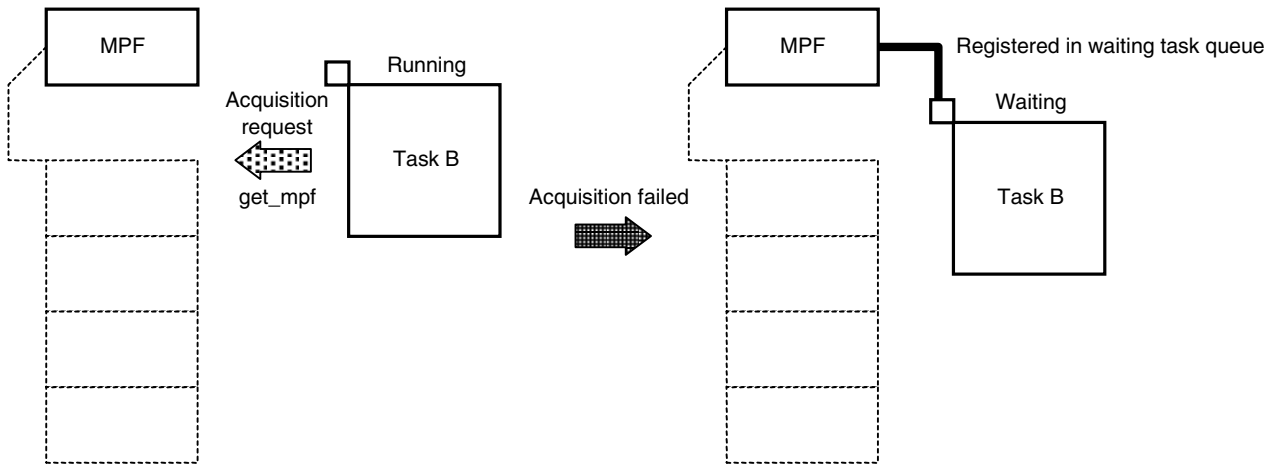 MPF
Running
Acquisition
request
get_mpf
Task B
Acquisition failed
MPF
Registered in waiting task queue
Waiting
Task B